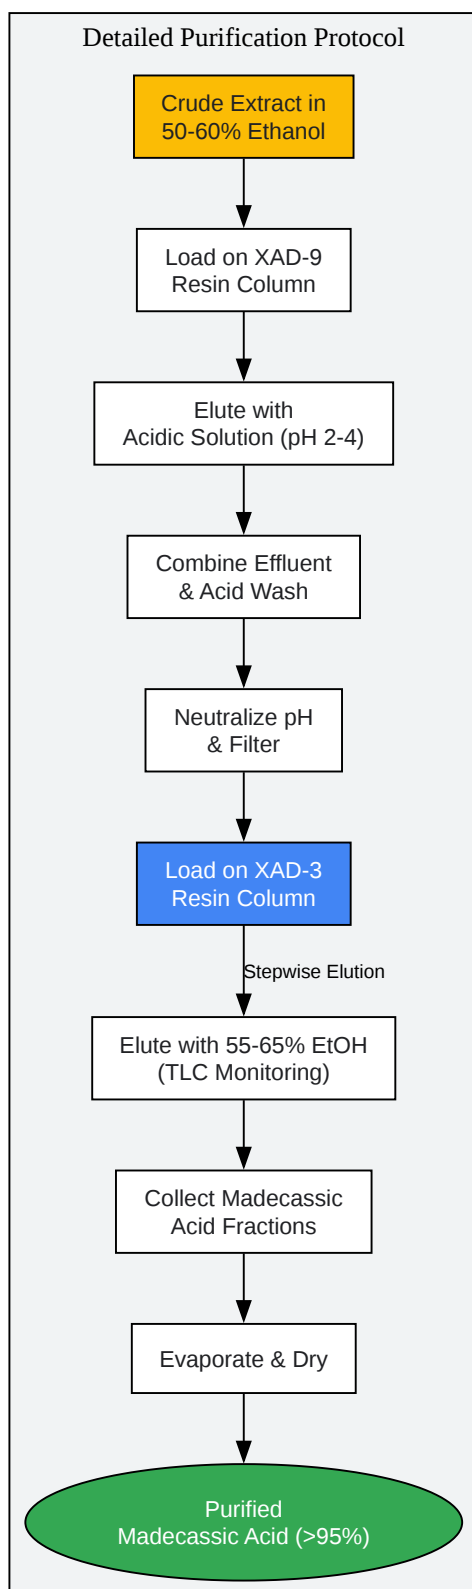 Detailed Purification Protocol
Crude Extract in
50-60% Ethanol
Load on XAD-9
Resin Column
Elute with
Acidic Solution (pH 2-4)
Combine Effluent
& Acid Wash
Neutralize pH
& Filter
Load on XAD-3
Resin Column
Stepwise Elution
Elute with 55-65% EtOH
(TLC Monitoring)
Collect Madecassic
Acid Fractions
Evaporate & Dry
Purified
Madecassic Acid (>95%)